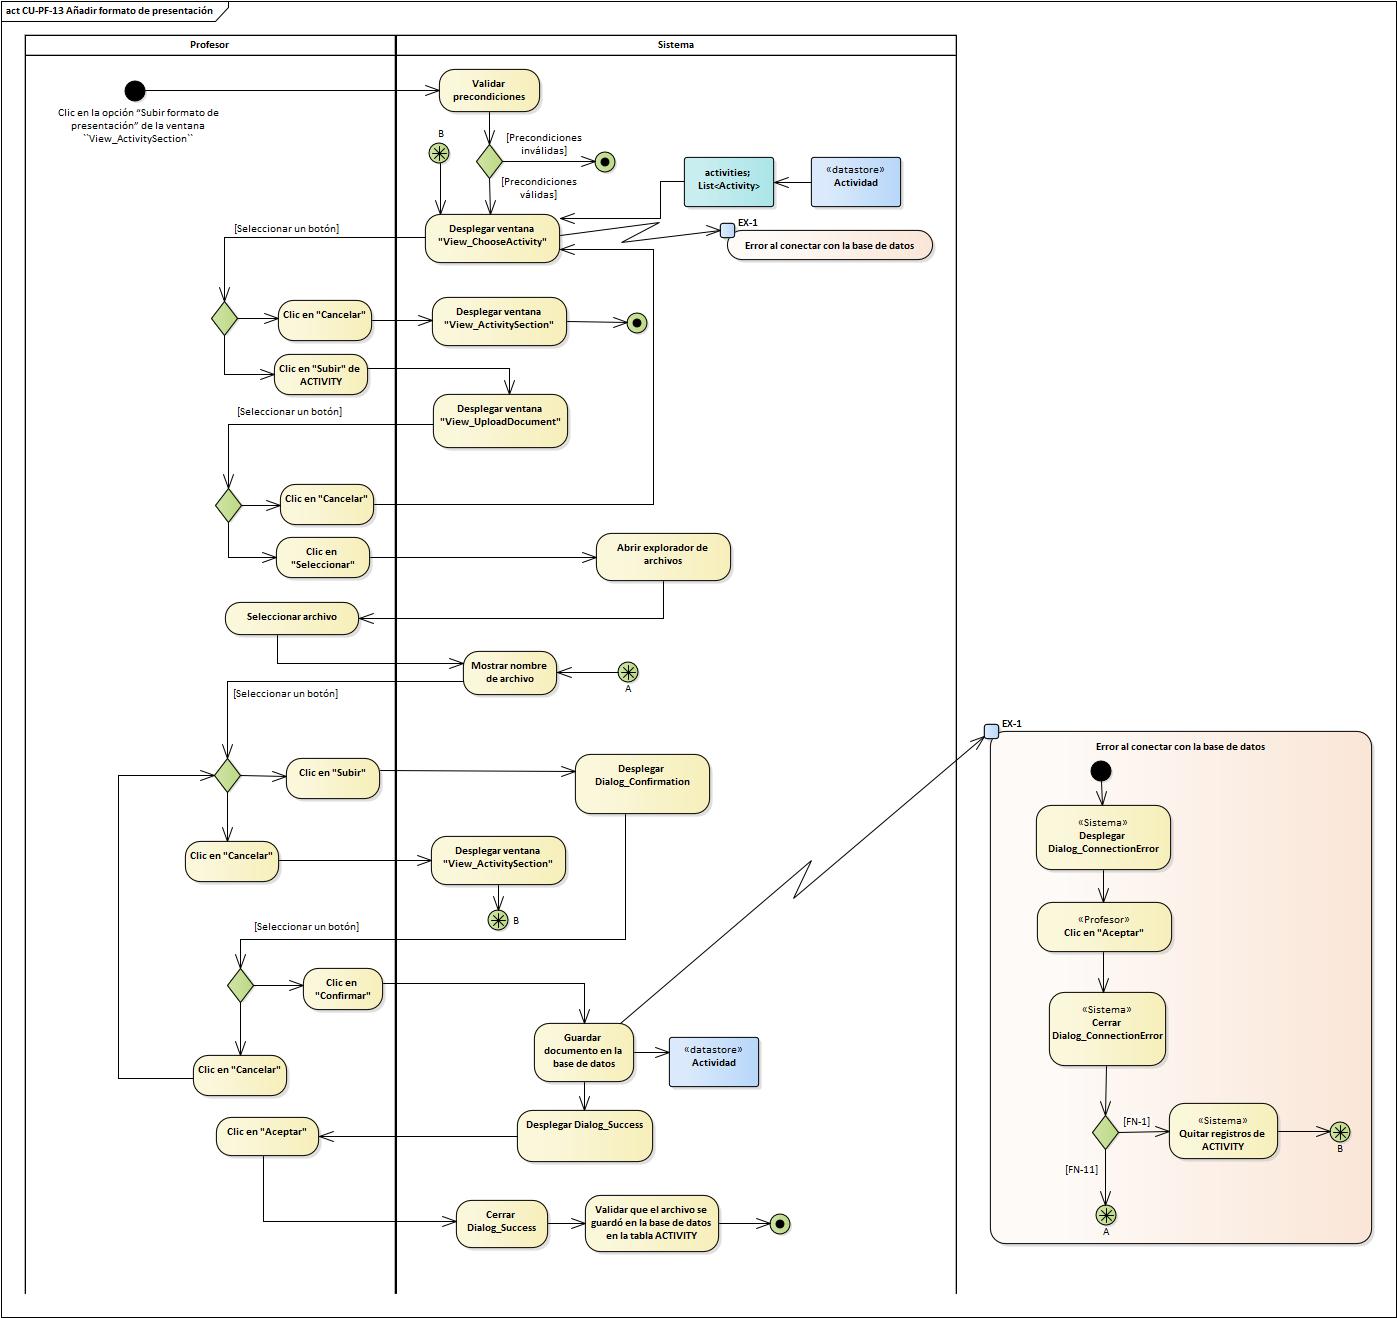 act CU-PF-13 Añadir formato de presentación
Profesor
Sistema
Clic en la opción “Subir formato de
presentación” de la ventana
``View_ActivitySection``
Validar
precondiciones
B
[Precondiciones
inválidas]
[Precondiciones
válidas]
activities;
List<Activity>
«datastore»
Actividad
Desplegar ventana
"View_ChooseActivity"
EX-1
Error al conectar con la base de datos
[Seleccionar un botón]
Clic en "Cancelar"
Desplegar ventana
"View_ActivitySection"
Clic en "Subir" de
ACTIVITY
Desplegar ventana
"View_UploadDocument"
[Seleccionar un botón]
Clic en "Cancelar"
Clic en
"Seleccionar"
Abrir explorador de
archivos
Seleccionar archivo
Mostrar nombre
de archivo
A
[Seleccionar un botón]
Clic en "Subir"
Desplegar
Dialog_Confirmation
Clic en "Cancelar"
Desplegar ventana
"View_ActivitySection"
B
[Seleccionar un botón]
Clic en
"Confirmar"
Guardar
documento en la
base de datos
«datastore»
Actividad
Clic en "Cancelar"
Clic en "Aceptar"
Desplegar Dialog_Success
Cerrar
Dialog_Success
Validar que el archivo se
guardó en la base de datos
en la tabla ACTIVITY
EX-1
Error al conectar con la base de datos
«Sistema»
Desplegar
Dialog_ConnectionError
«Profesor»
Clic en "Aceptar"
«Sistema»
Cerrar
Dialog_ConnectionError
[FN-1]
«Sistema»
Quitar registros de
ACTIVITY
B
[FN-11]
A